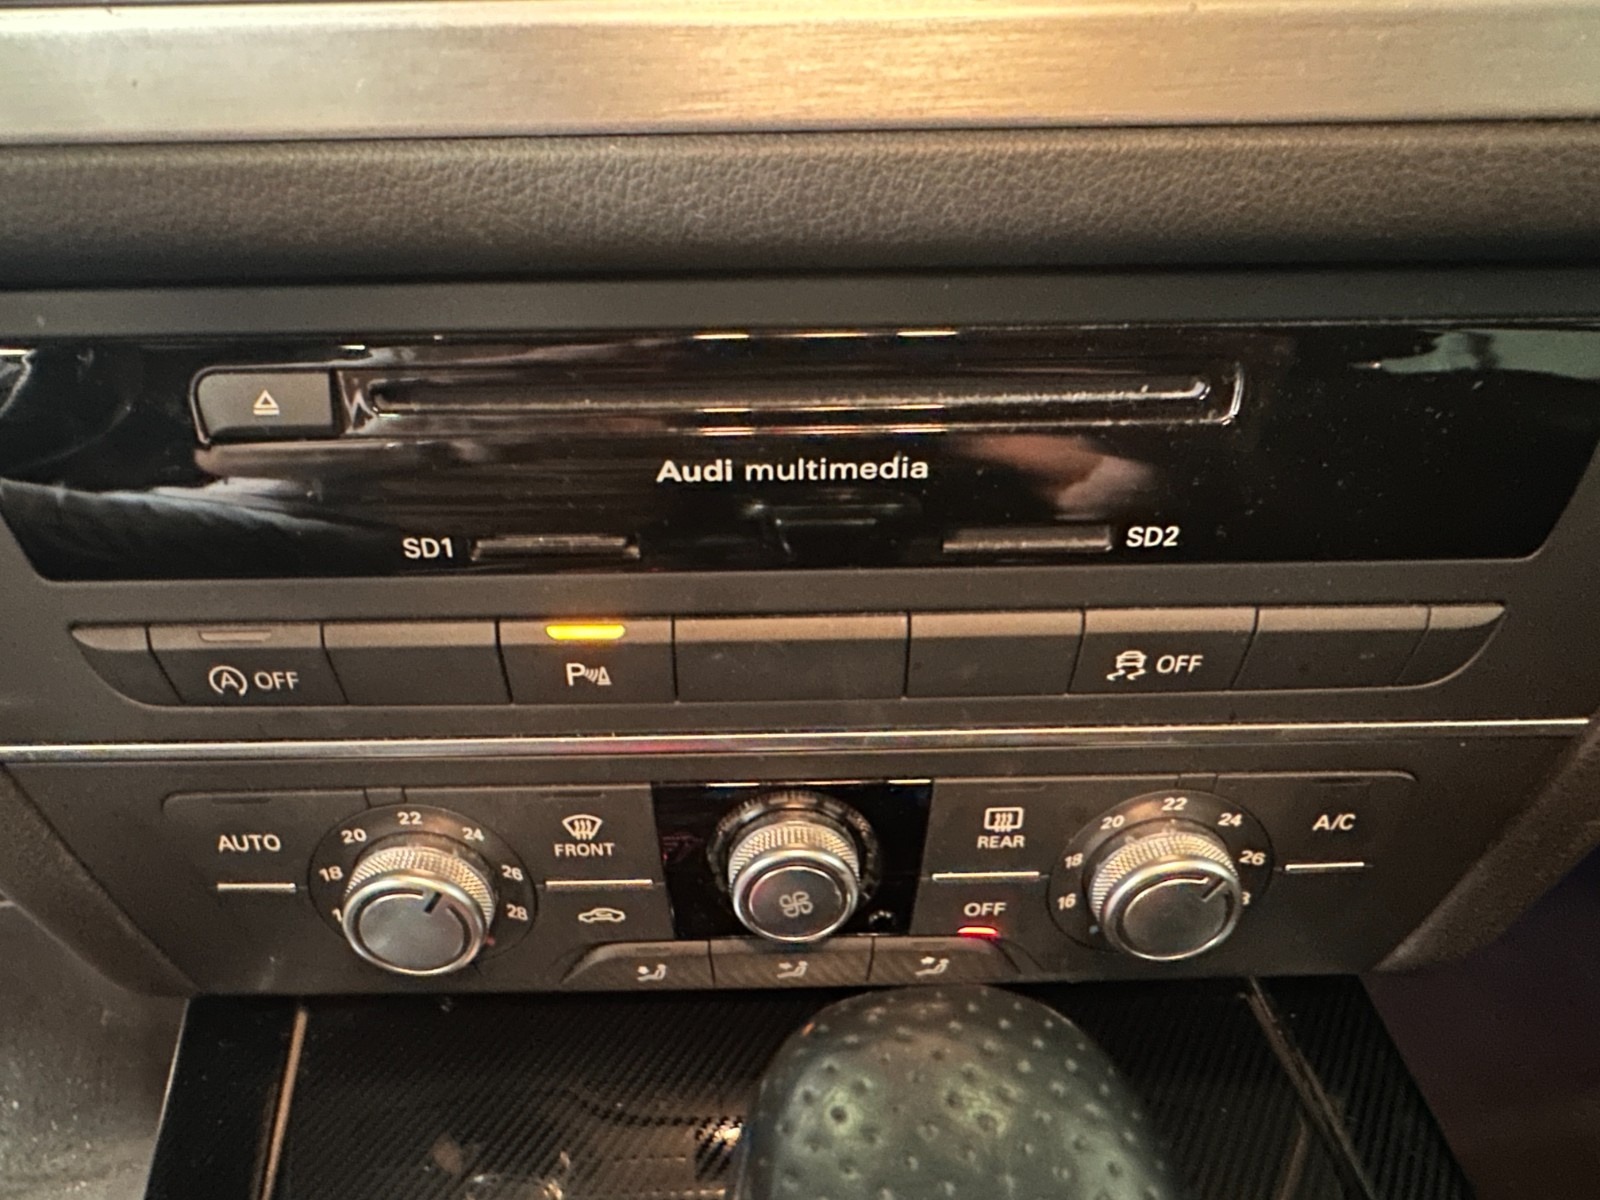 Audi multimedia
SD1
SD2
OFF
P
OFF
AUTO
18 20 22 24 26 28
FRONT
REAR
OFF
16 18 20 22 24 26
A/C